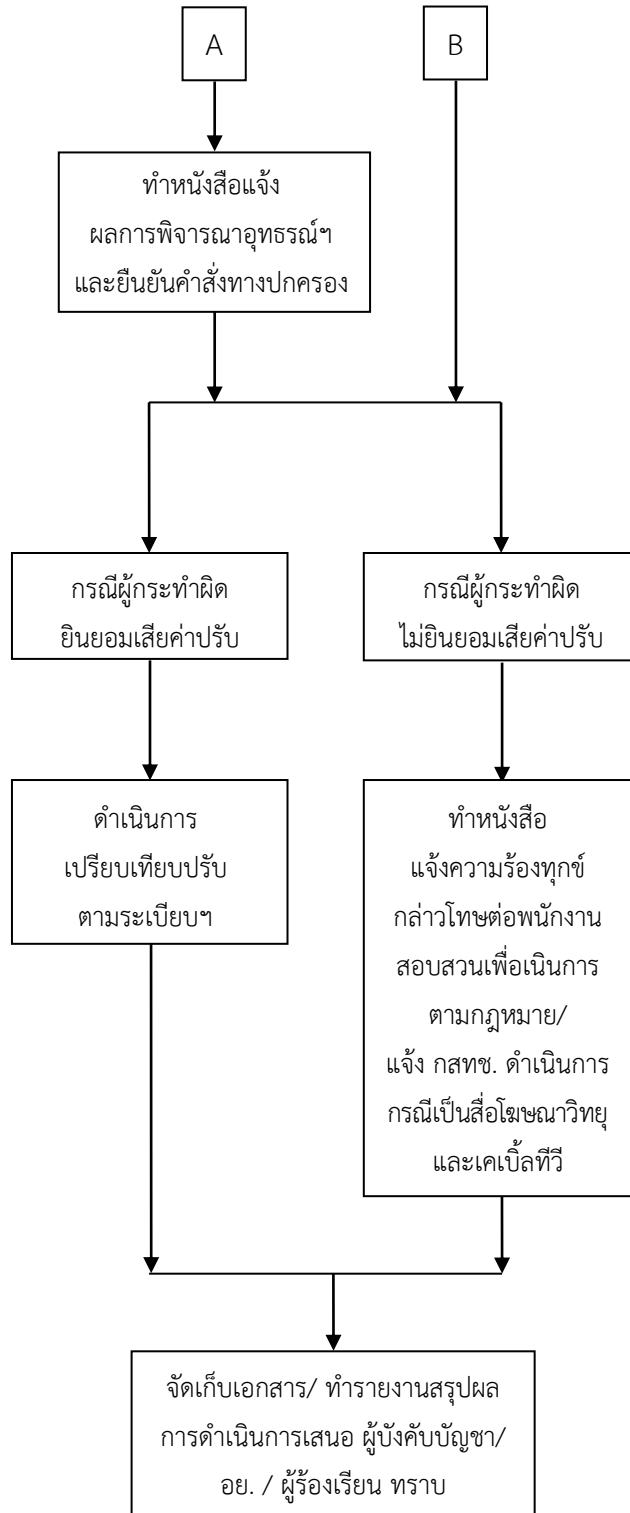 A
B
ทำหนังสือแจ้ง
ผลการพิจารณาอุทธรณ์ฯ
และยืนยันคำสั่งทางปกครอง
กรณีผู้กระทำผิด
ยินยอมเสียค่าปรับ
กรณีผู้กระทำผิด
ไม่ยินยอมเสียค่าปรับ
ดำเนินการ
เปรียบเทียบปรับ
ตามระเบียบฯ
ทำหนังสือ
แจ้งความร้องทุกข์
กล่าวโทษต่อพนักงาน
สอบสวนเพื่อเนินการ
ตามกฎหมาย/
แจ้ง กสทช. ดำเนินการ
กรณีเป็นสื่อโฆษณาวิทยุ
และเคเบิ้ลทีวี
จัดเก็บเอกสาร/ ทำรายงานสรุปผล
การดำเนินการเสนอ ผู้บังคับบัญชา/
อย. / ผู้ร้องเรียน ทราบ